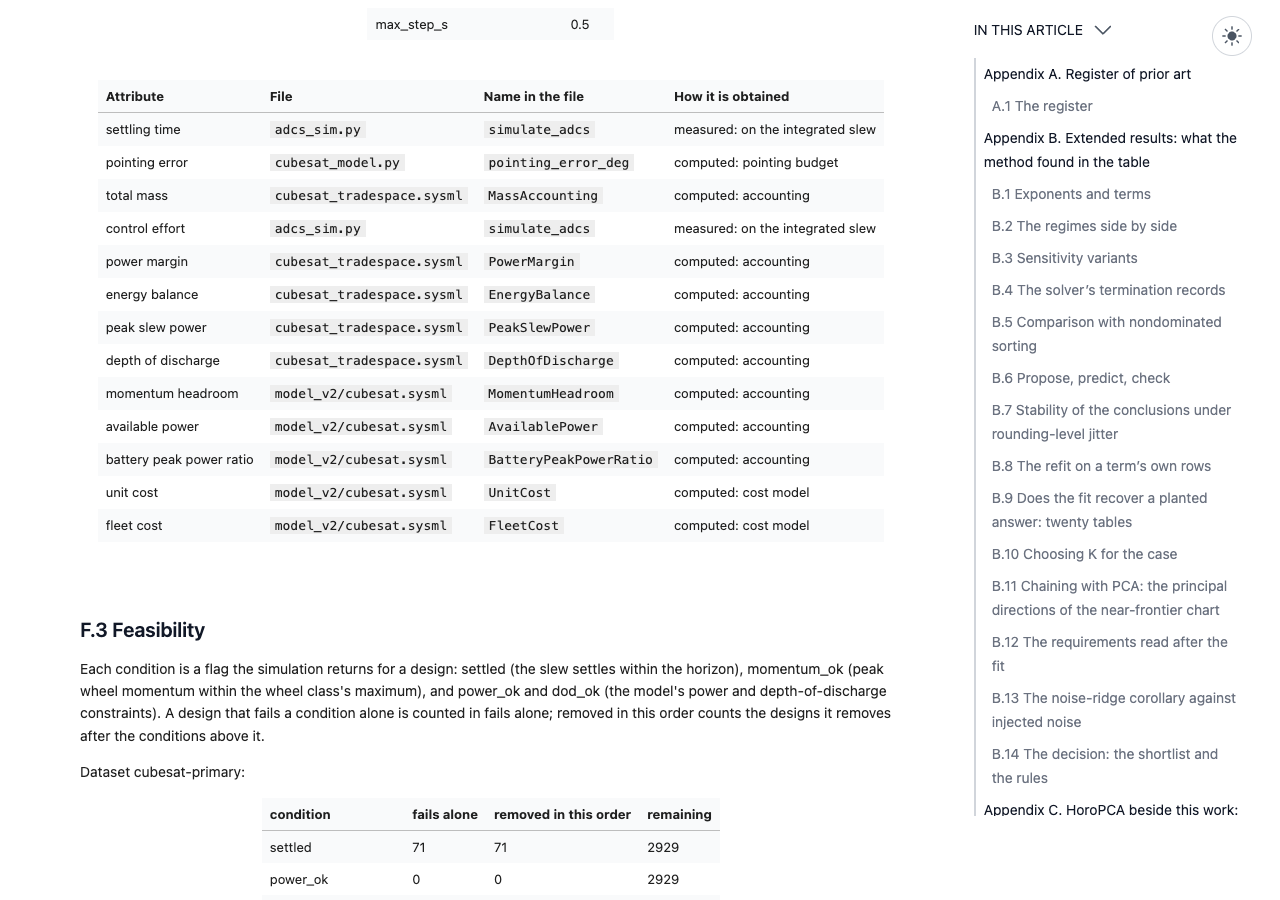 max_step_s 0.5
Attribute File Name in the file How it is obtained
settling time adcs_sim.py simulate_adcs measured: on the integrated slew
pointing error cubesat_model.py pointing_error_deg computed: pointing budget
total mass cubesat_tradespace.sysml MassAccounting computed: accounting
control effort adcs_sim.py simulate_adcs measured: on the integrated slew
power margin cubesat_tradespace.sysml PowerMargin computed: accounting
energy balance cubesat_tradespace.sysml EnergyBalance computed: accounting
peak slew power cubesat_tradespace.sysml PeakSlewPower computed: accounting
depth of discharge cubesat_tradespace.sysml DepthOfDischarge computed: accounting
momentum headroom model_v2/cubesat.sysml MomentumHeadroom computed: accounting
available power model_v2/cubesat.sysml AvailablePower computed: accounting
battery peak power ratio model_v2/cubesat.sysml BatteryPeakPowerRatio computed: accounting
unit cost model_v2/cubesat.sysml UnitCost computed: cost model
fleet cost model_v2/cubesat.sysml FleetCost computed: cost model
F.3 Feasibility
Each condition is a flag the simulation returns for a design: settled (the slew settles within the horizon), momentum_ok (peak
wheel momentum within the wheel class's maximum), and power_ok and dod_ok (the model's power and depth-of-discharge
constraints). A design that fails a condition alone is counted in fails alone; removed in this order counts the designs it removes
after the conditions above it.
Dataset cubesat-primary:
condition fails alone removed in this order remaining
settled 71 71 2929
power_ok 0 0 2929
IN THIS ARTICLE
Appendix A. Register of prior art
A.1 The register
Appendix B. Extended results: what the
method found in the table
B.1 Exponents and terms
B.2 The regimes side by side
B.3 Sensitivity variants
B.4 The solver’s termination records
B.5 Comparison with nondominated
sorting
B.6 Propose, predict, check
B.7 Stability of the conclusions under
rounding-level jitter
B.8 The refit on a term’s own rows
B.9 Does the fit recover a planted
answer: twenty tables
B.10 Choosing K for the case
B.11 Chaining with PCA: the principal
directions of the near-frontier chart
B.12 The requirements read after the
fit
B.13 The noise-ridge corollary against
injected noise
B.14 The decision: the shortlist and
the rules
Appendix C. HoroPCA beside this work: